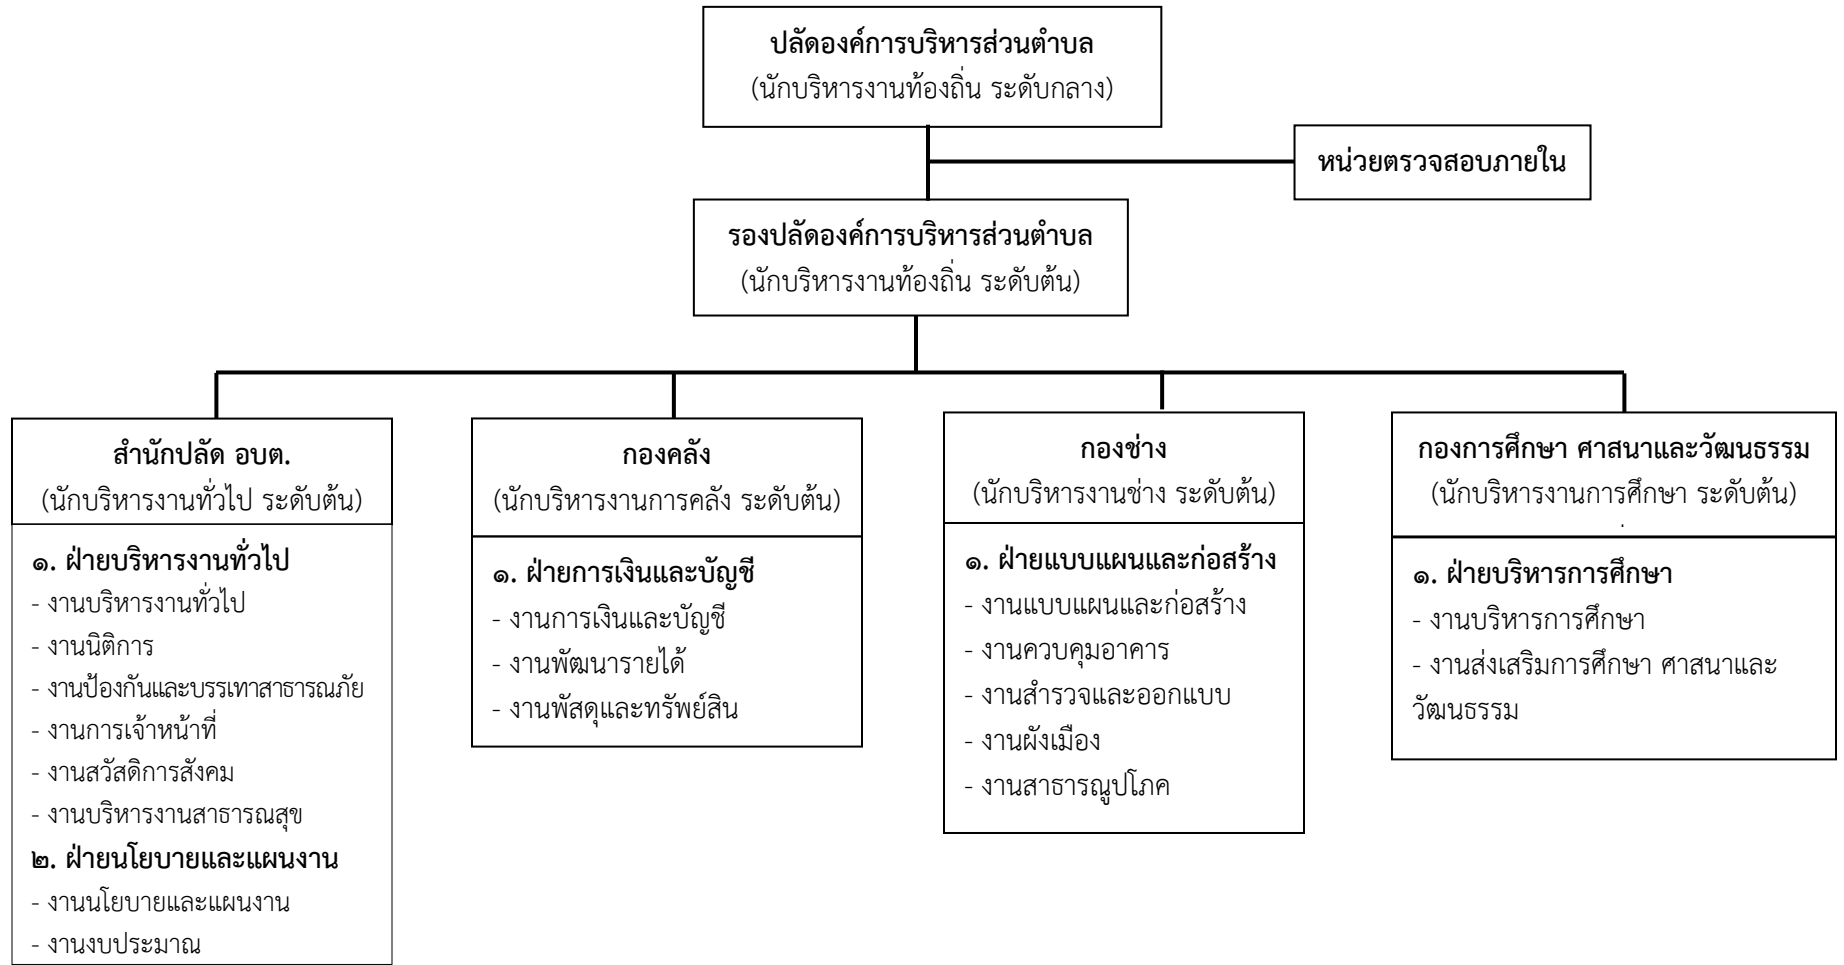 ปลัดองค์การบริหารส่วนตำบล
(นักบริหารงานท้องถิ่น ระดับกลาง)
หน่วยตรวจสอบภายใน
รองปลัดองค์การบริหารส่วนตำบล
(นักบริหารงานท้องถิ่น ระดับต้น)
สำนักปลัด อบต.
(นักบริหารงานทั่วไป ระดับต้น)
๑. ฝ่ายบริหารงานทั่วไป
- งานบริหารงานทั่วไป
- งานนิติการ
- งานป้องกันและบรรเทาสาธารณภัย
- งานการเจ้าหน้าที่
- งานสวัสดิการสังคม
- งานบริหารงานสาธารณสุข
๒. ฝ่ายนโยบายและแผนงาน
- งานนโยบายและแผนงาน
- งานงบประมาณ
กองคลัง
(นักบริหารงานการคลัง ระดับต้น)
๑. ฝ่ายการเงินและบัญชี
- งานการเงินและบัญชี
- งานพัฒนารายได้
- งานพัสดุและทรัพย์สิน
กองช่าง
(นักบริหารงานช่าง ระดับต้น)
๑. ฝ่ายแบบแผนและก่อสร้าง
- งานแบบแผนและก่อสร้าง
- งานควบคุมอาคาร
- งานสำรวจและออกแบบ
- งานผังเมือง
- งานสาธารณูปโภค
กองการศึกษา ศาสนาและวัฒนธรรม
(นักบริหารงานการศึกษา ระดับต้น)
๑. ฝ่ายบริหารการศึกษา
- งานบริหารการศึกษา
- งานส่งเสริมการศึกษา ศาสนาและ
วัฒนธรรม